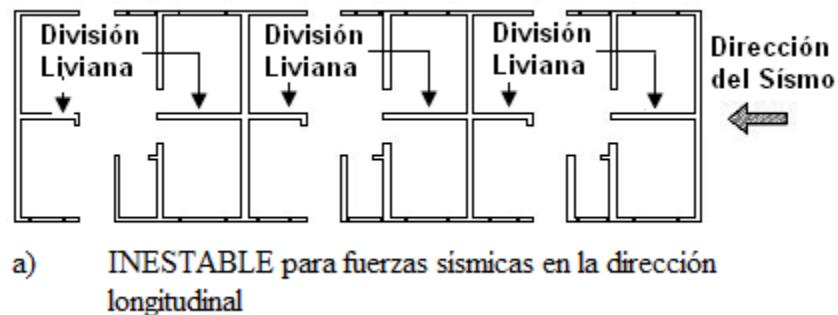 División
Liviana
División
Liviana
División
Liviana
Dirección
del Sísmo
a) INESTABLE para fuerzas sísmicas en la dirección
longitudinal